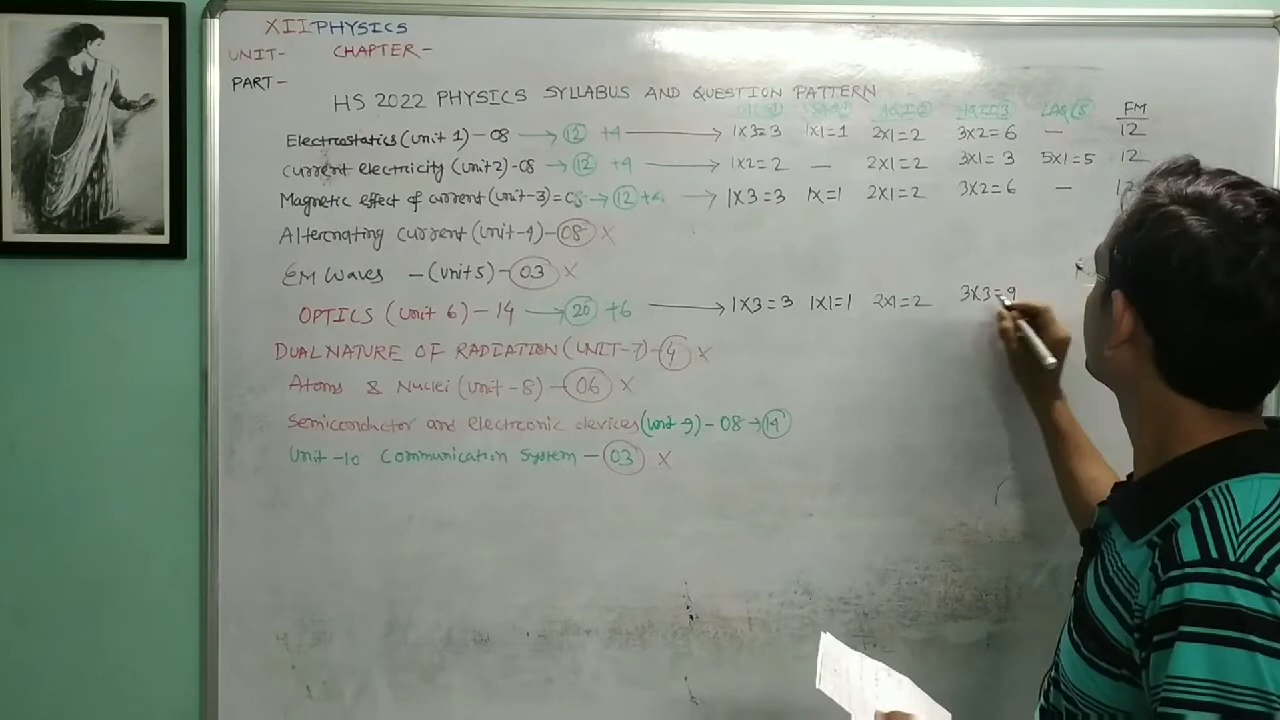 XII PHYSICS
UNIT- CHAPTER-
PART-
HS 2022 PHYSICS SYLLABUS AND QUESTION PATTERN
LAQ(5 FM
Electrostatics (Unit 1) - 08 → 12 +4 → 1X3=3 1X1=1 2X1=2 3X2=6 — 12
Current electricity (Unit 2) - 08 → 12 +4 → 1X2=2 — 2X1=2 3X1=3 5X1=5 12
Magnetic effect of current (Unit-3) = → 12 → 1X3=3 1X=1 2X1=2 3X2=6 —
Alternating current (Unit-4) - 08 X
EM Waves - (Unit 5) - 03 X
OPTICS (Unit 6) - 14 → 20 +6 → 1X3=3 1X1=1 2X1=2 3X3=9
DUAL NATURE OF RADIATION (UNIT-7) - 4 X
Atoms & Nuclei (Unit-8) - 06 X
Semiconductor and electronic devices (Unit 9) - 08 → 14
Unit-10 Communication System - 03 X